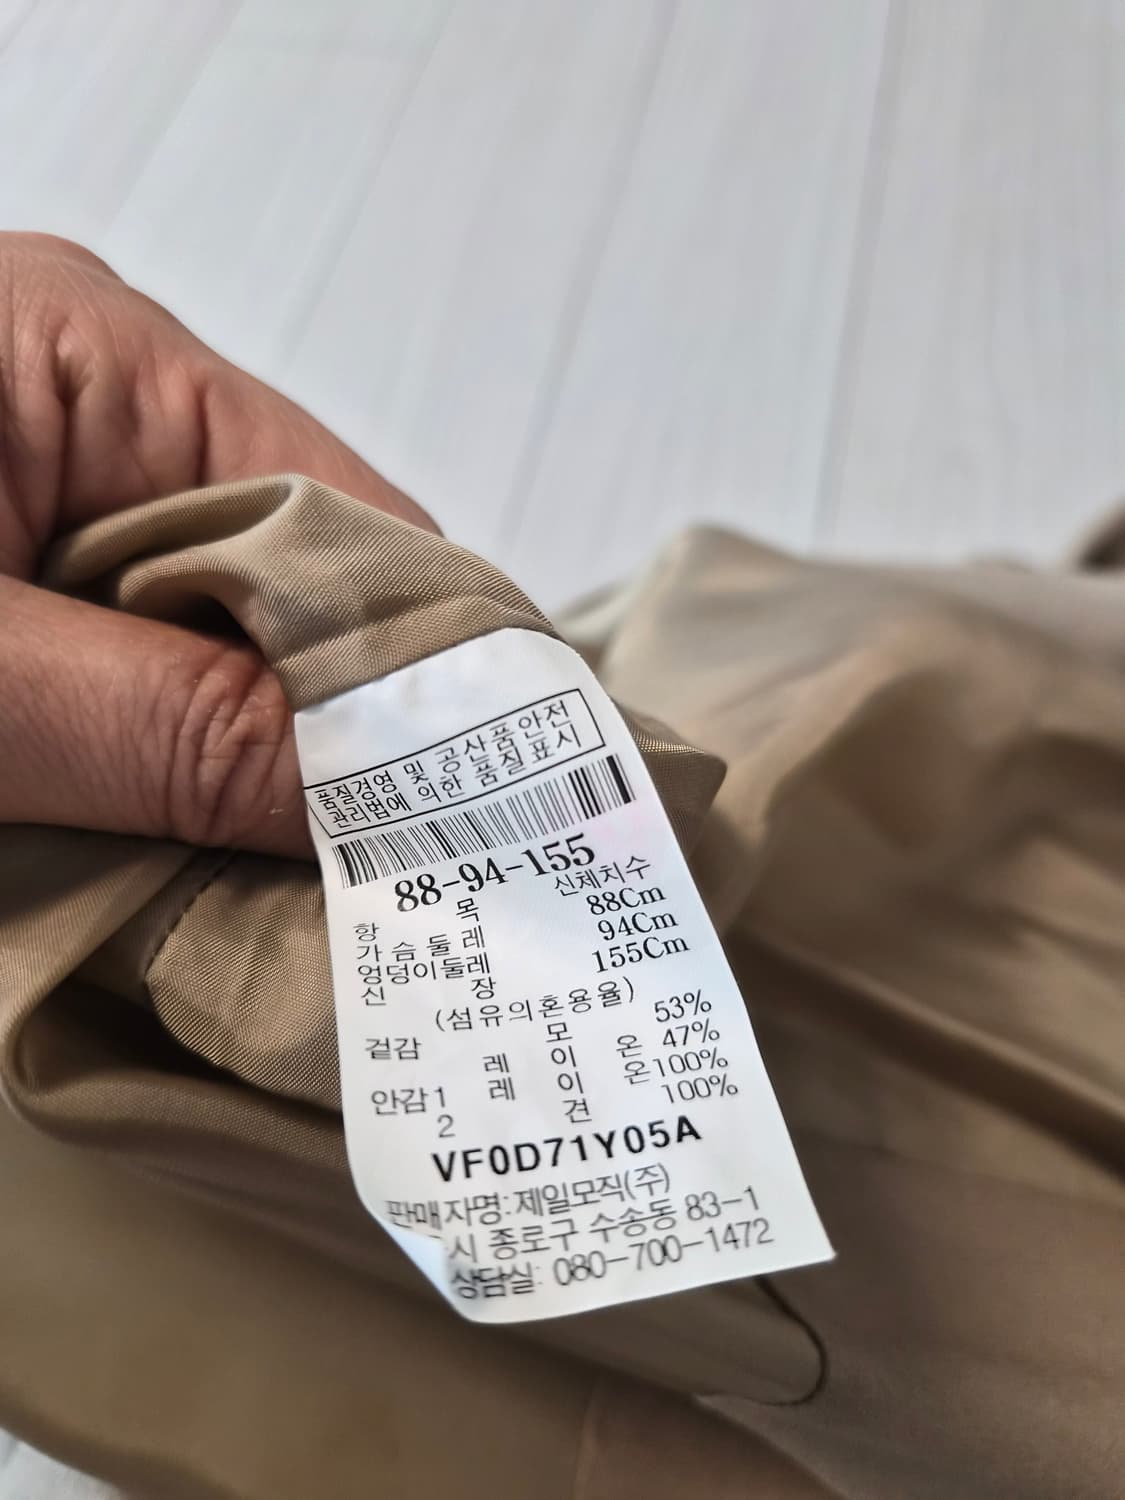 품질경영 및 공산품안전
관리법에 의한 품질표시
88-94-155
항 목 신체치수
가슴둘레 88Cm
엉덩이둘레 94Cm
신 장 155Cm
(섬유의혼용율)
겉감 모 53%
레 이 온 47%
안감1 레 이 온 100%
2 견 100%
VF0D71Y05A
판매자명:제일모직(주)
시 종로구 수송동 83-1
상담실: 080-700-1472